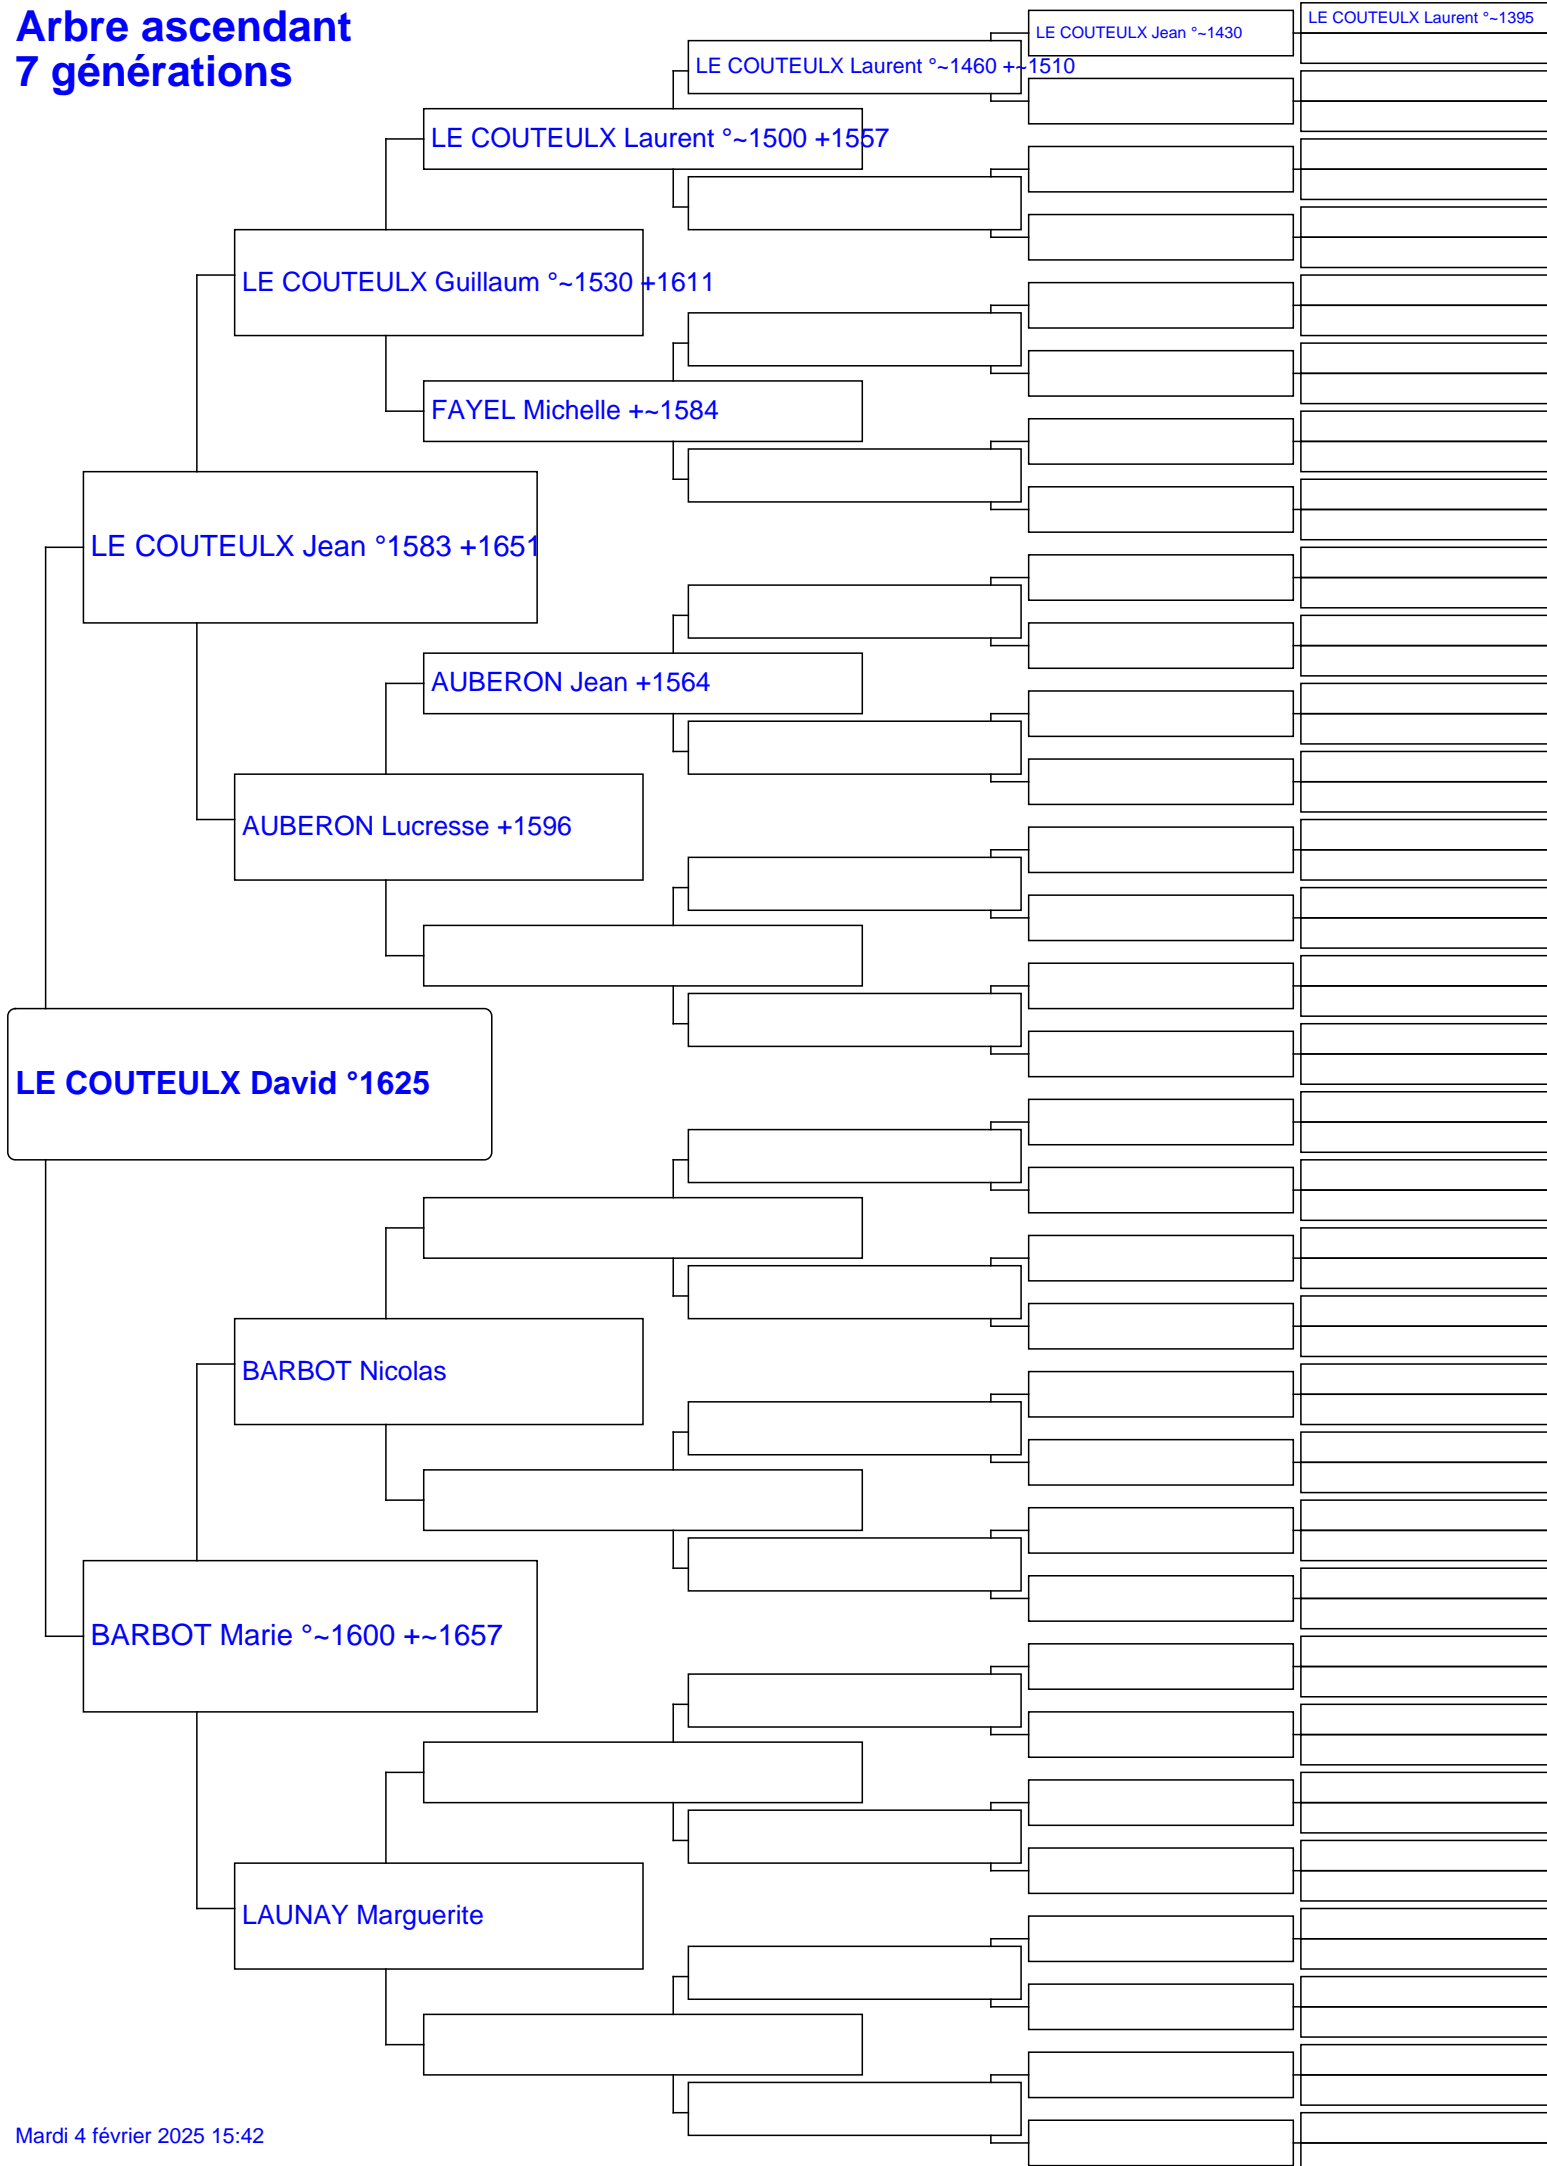 Arbre ascendant
7 générations
LE COUTEULX Laurent °~1395
LE COUTEULX Jean °~1430
LE COUTEULX Laurent °~1460 +~1510
LE COUTEULX Laurent °~1500 +1557
LE COUTEULX Guillaum °~1530 +1611
FAYEL Michelle +~1584
LE COUTEULX Jean °1583 +1651
AUBERON Jean +1564
AUBERON Lucresse +1596
LE COUTEULX David °1625
BARBOT Nicolas
BARBOT Marie °~1600 +~1657
LAUNAY Marguerite
Mardi 4 février 2025 15:42